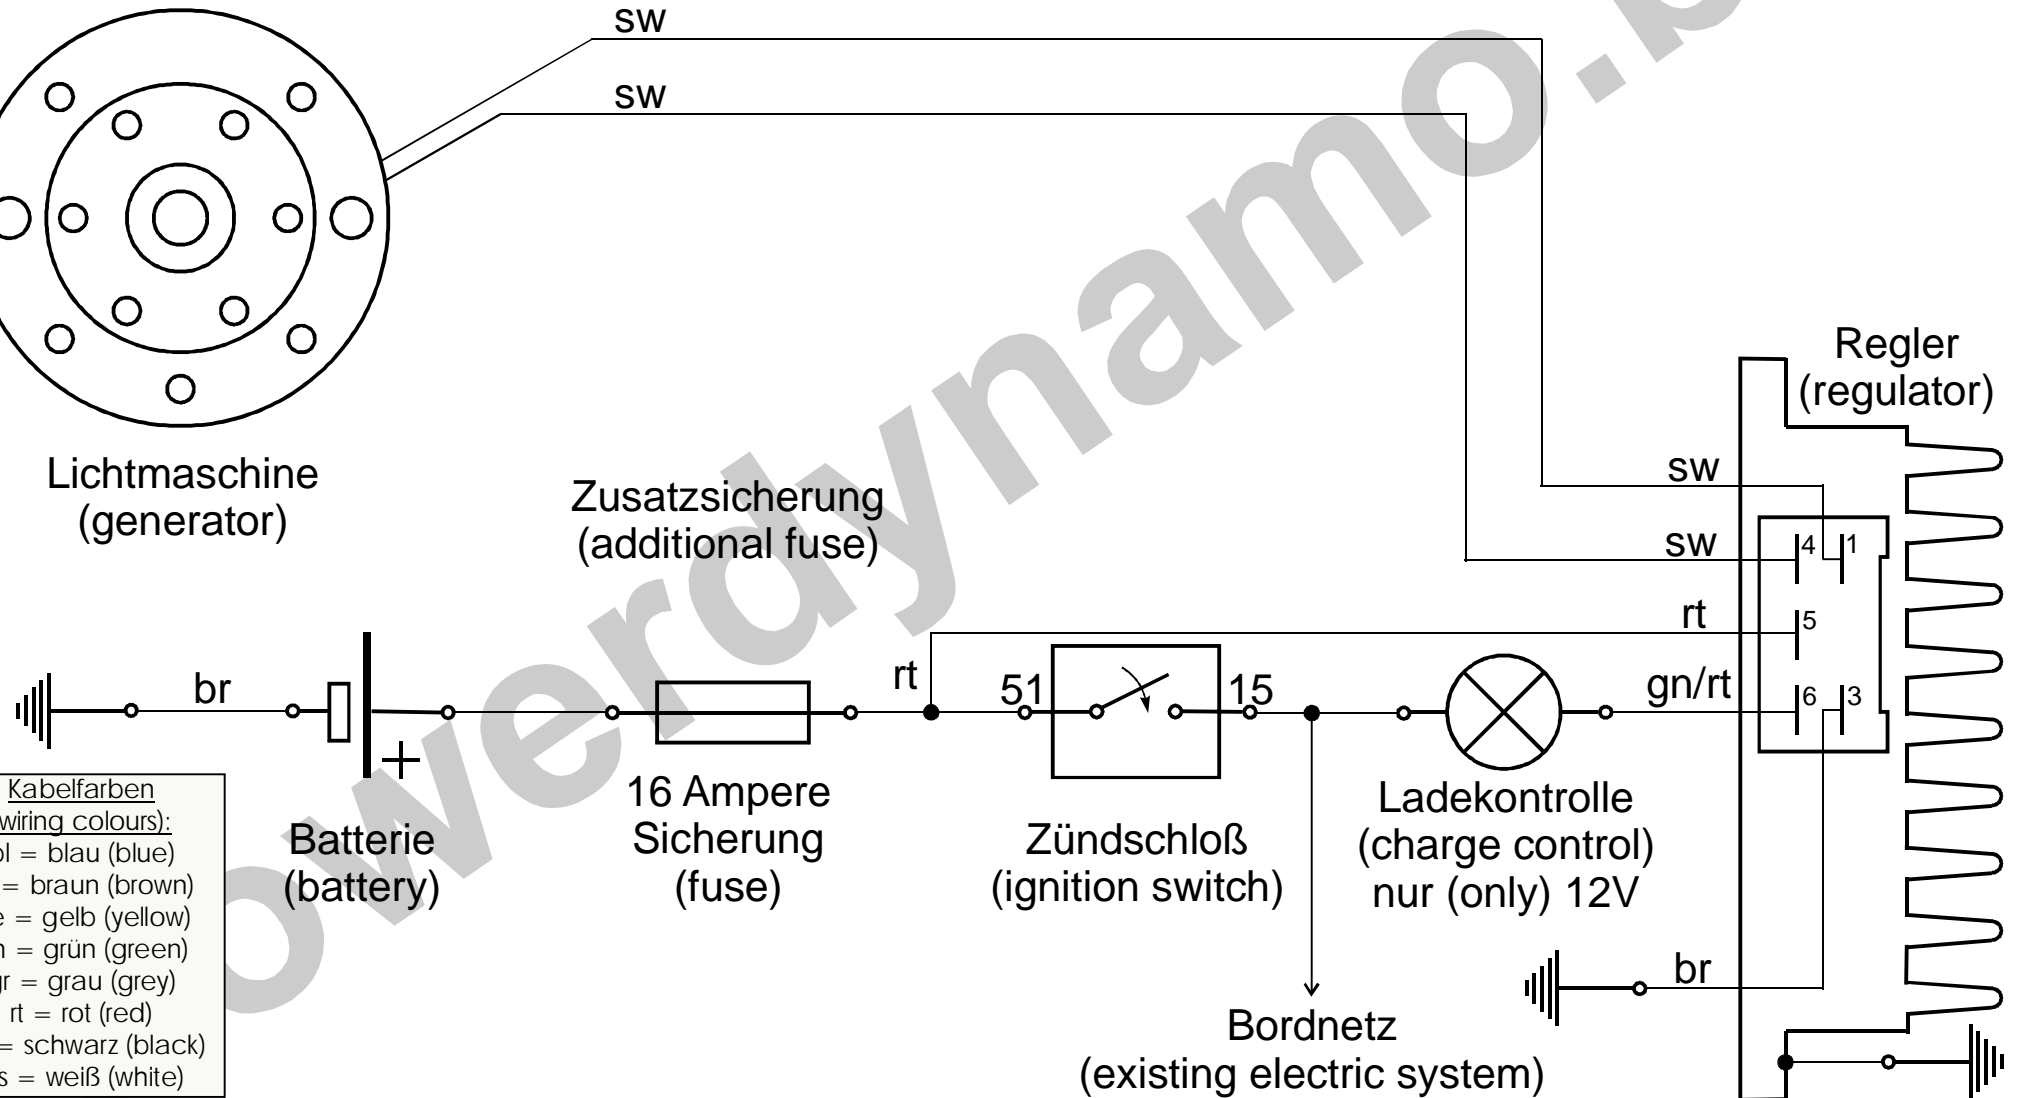 sw
sw
Lichtmaschine
(generator)
Zusatzsicherung
(additional fuse)
Regler
(regulator)
sw
sw
4
1
rt
5
br
rt
51
15
gn/rt
6
3
+
16 Ampere
Sicherung
(fuse)
Batterie
(battery)
Zündschloß
(ignition switch)
Ladekontrolle
(charge control)
nur (only) 12V
br
Bordnetz
(existing electric system)
Kabelfarben
wiring colours):
= blau (blue)
= braun (brown)
= gelb (yellow)
= grün (green)
= grau (grey)
rt = rot (red)
= schwarz (black)
= weiß (white)
owerdynamo.b